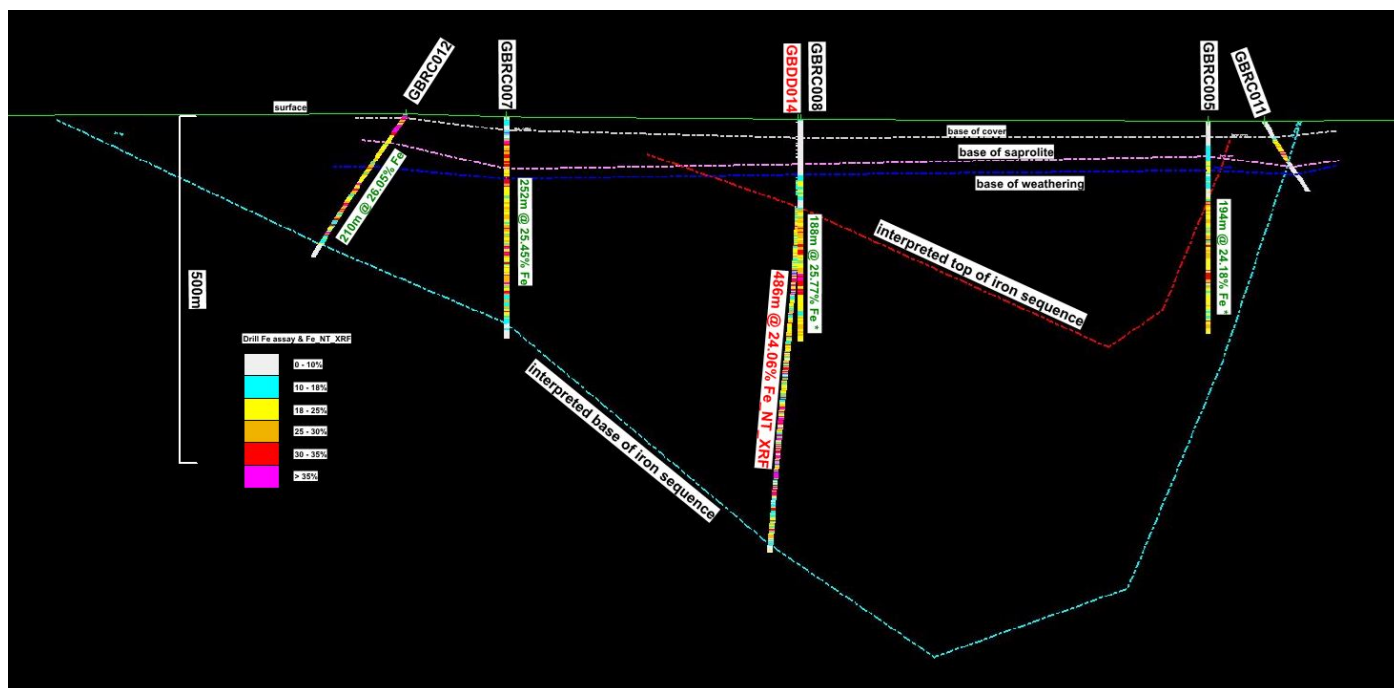 GBRC012
GBRC007
GBDD014
GBRC008
GBRC005
GBRC011
surface
base of cover
base of saprolite
base of weathering
210m @ 26.05% Fe
252m @ 25.45% Fe
188m @ 25.77% Fe *
194m @ 24.18% Fe *
486m @ 24.06% Fe_NT_XRF
interpreted top of iron sequence
interpreted base of iron sequence
500m
Drill Fe assay & Fe_NT_XRF
0 - 10%
10 - 18%
18 - 25%
25 - 30%
30 - 35%
> 35%